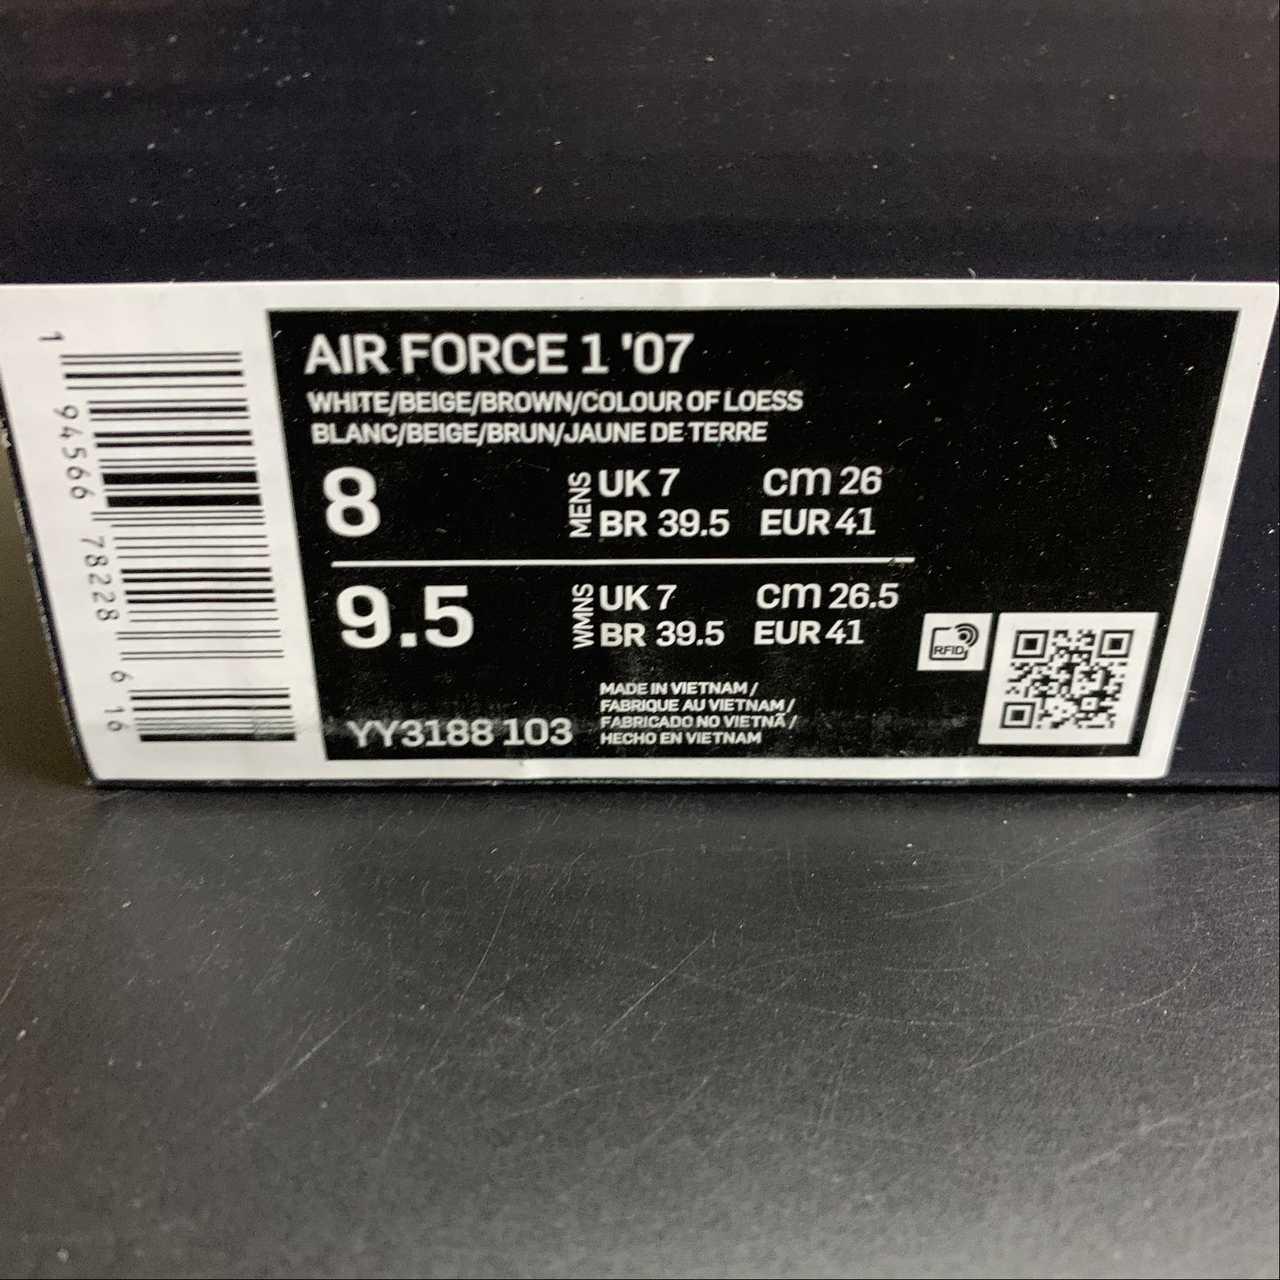 AIR FORCE 1 '07
WHITE/BEIGE/BROWN/COLOUR OF LOESS
BLANC/BEIGE/BRUN/JAUNE DE TERRE
8
MENS
UK 7 cm 26
BR 39.5 EUR 41
9.5
WMNS
UK 7 cm 26.5
BR 39.5 EUR 41
YY3188 103
MADE IN VIETNAM /
FABRIQUE AU VIETNAM /
FABRICADO NO VIETNÃ /
HECHO EN VIETNAM
RFID
1 94566 78228 6 16